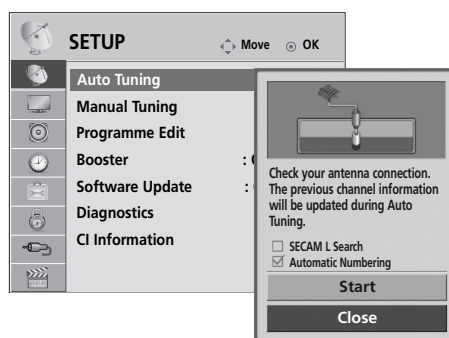 SETUP
Move OK
Auto Tuning
Manual Tuning
Programme Edit
Booster :
Software Update :
Diagnostics
CI Information
Check your antenna connection.
The previous channel information
will be updated during Auto
Tuning.
SECAM L Search
Automatic Numbering
Start
Close